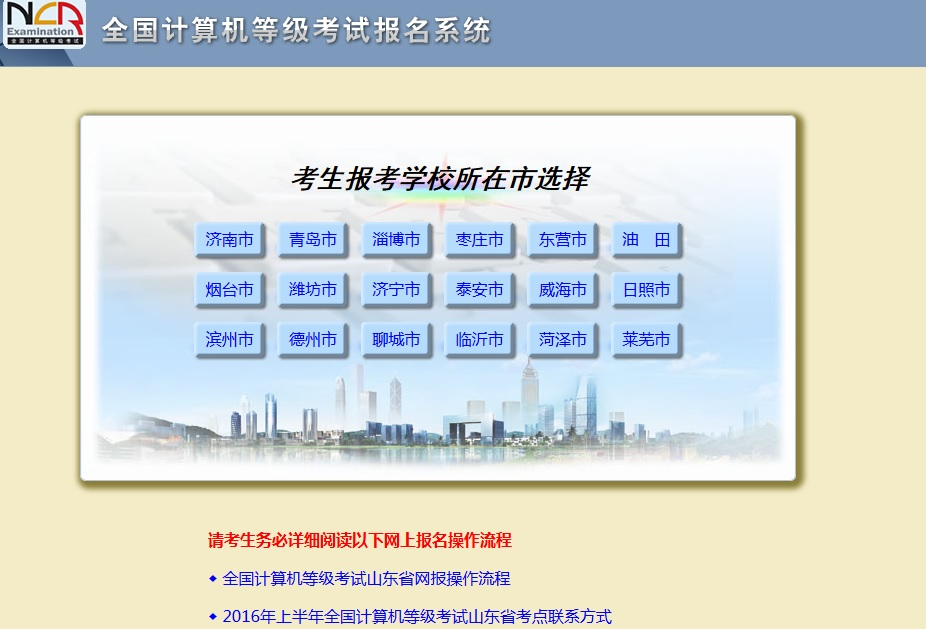 NCR
Examination
全国计算机等级考试
全国计算机等级考试报名系统
考生报考学校所在市选择
济南市 青岛市 淄博市 枣庄市 东营市 油 田
烟台市 潍坊市 济宁市 泰安市 威海市 日照市
滨州市 德州市 聊城市 临沂市 菏泽市 莱芜市
请考生务必详细阅读以下网上报名操作流程
全国计算机等级考试山东省网报操作流程
2016年上半年全国计算机等级考试山东省考点联系方式